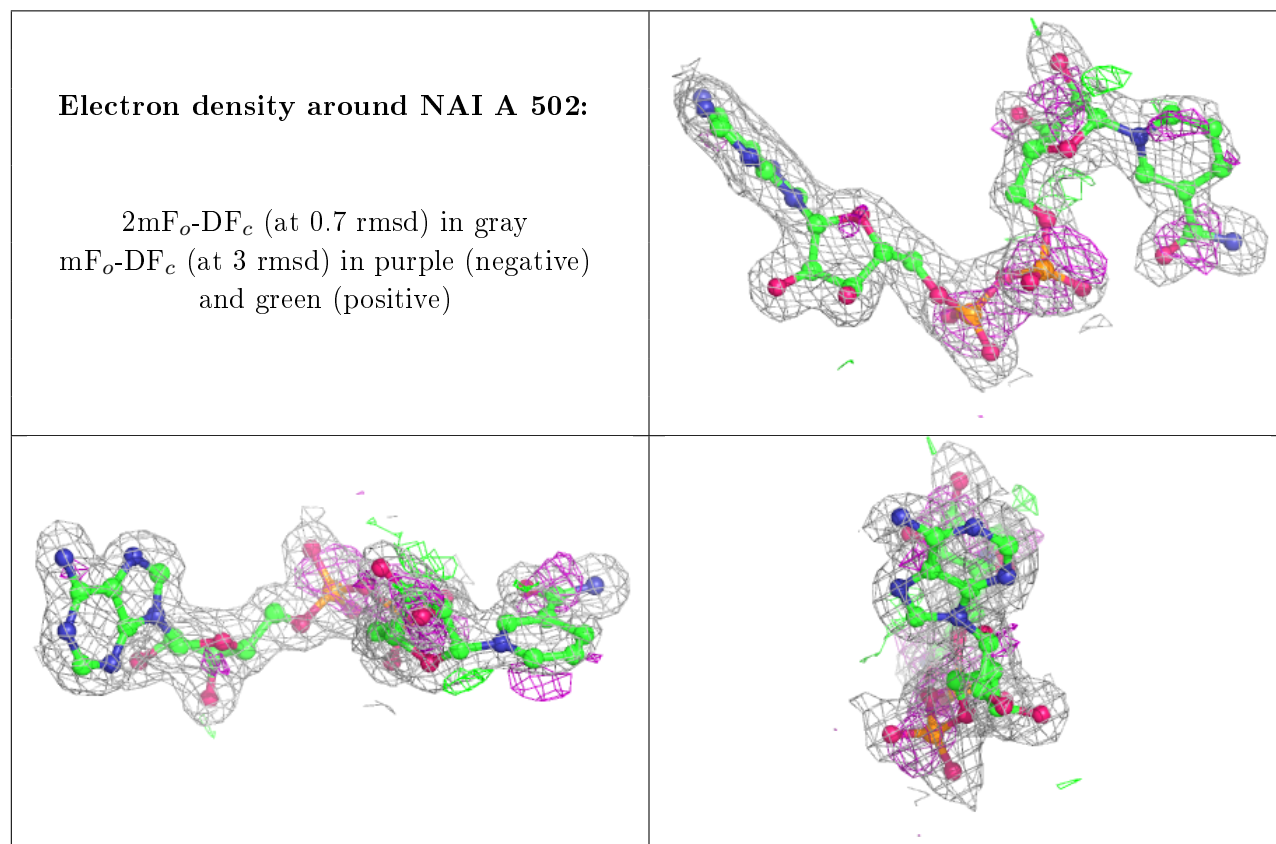 Electron density around NAI A 502:
2mFo-DFc (at 0.7 rmsd) in gray
mFo-DFc (at 3 rmsd) in purple (negative)
and green (positive)